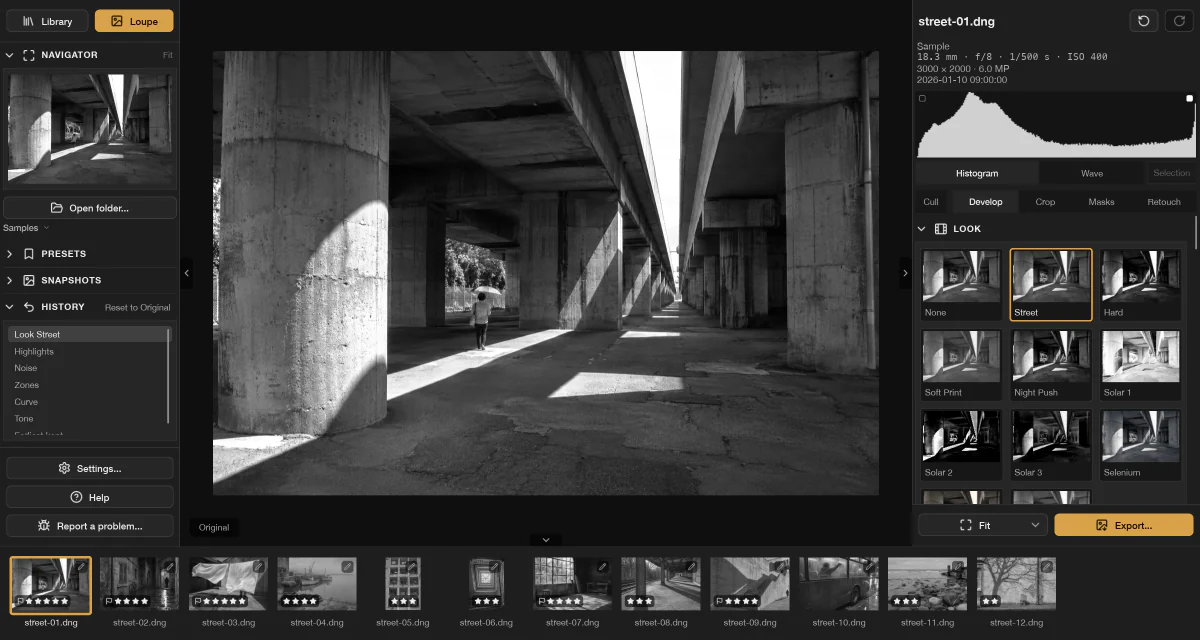 Library
Loupe
NAVIGATOR
Fit
Open folder...
Samples
PRESETS
SNAPSHOTS
HISTORY
Reset to Original
Look Street
Highlights
Noise
Zones
Curve
Tone
Earliest kept
Settings...
Help
Report a problem...
Original
street-01.dng
Sample
18.3 mm · f/8 · 1/500 s · ISO 400
3000 × 2000 · 6.0 MP
2026-01-10 09:00:00
Histogram
Wave
Selection
Cull
Develop
Crop
Masks
Retouch
LOOK
None
Street
Hard
Soft Print
Night Push
Solar 1
Solar 2
Solar 3
Selenium
Fit
Export...
street-01.dng
street-02.dng
street-03.dng
street-04.dng
street-05.dng
street-06.dng
street-07.dng
street-08.dng
street-09.dng
street-10.dng
street-11.dng
street-12.dng